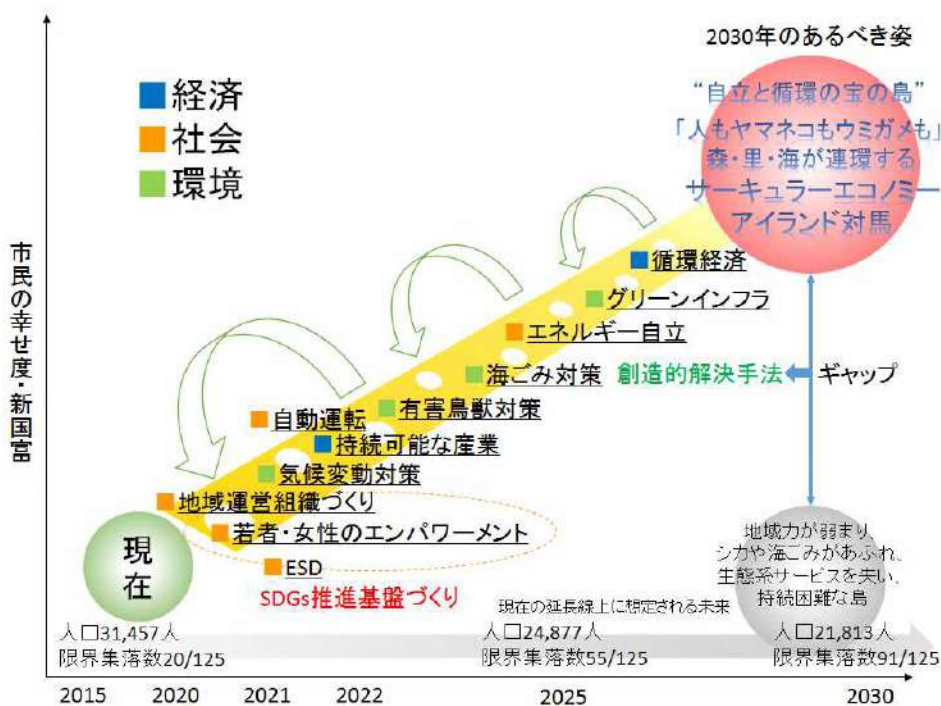 2030年のあるべき姿
“自立と循環の宝の島”
「人もヤマネコもウミガメも」
森・里・海が連環する
サーキュラーエコノミー
アイランド対馬
経済
社会
環境
市民の幸せ度・新国富
循環経済
グリーンインフラ
エネルギー自立
海ごみ対策
創造的解決手法
ギャップ
有害鳥獣対策
自動運転
持続可能な産業
気候変動対策
地域運営組織づくり
若者・女性のエンパワーメント
ESD
SDGs推進基盤づくり
現在
地域力が弱まり、
シカや海ごみがあふれ、
生態系サービスを失い、
持続困難な島
現在の延長線上に想定される未来
人口31,457人
限界集落数20/125
人口24,877人
限界集落数55/125
人口21,813人
限界集落数91/125
2015 2020 2021 2022 2025 2030